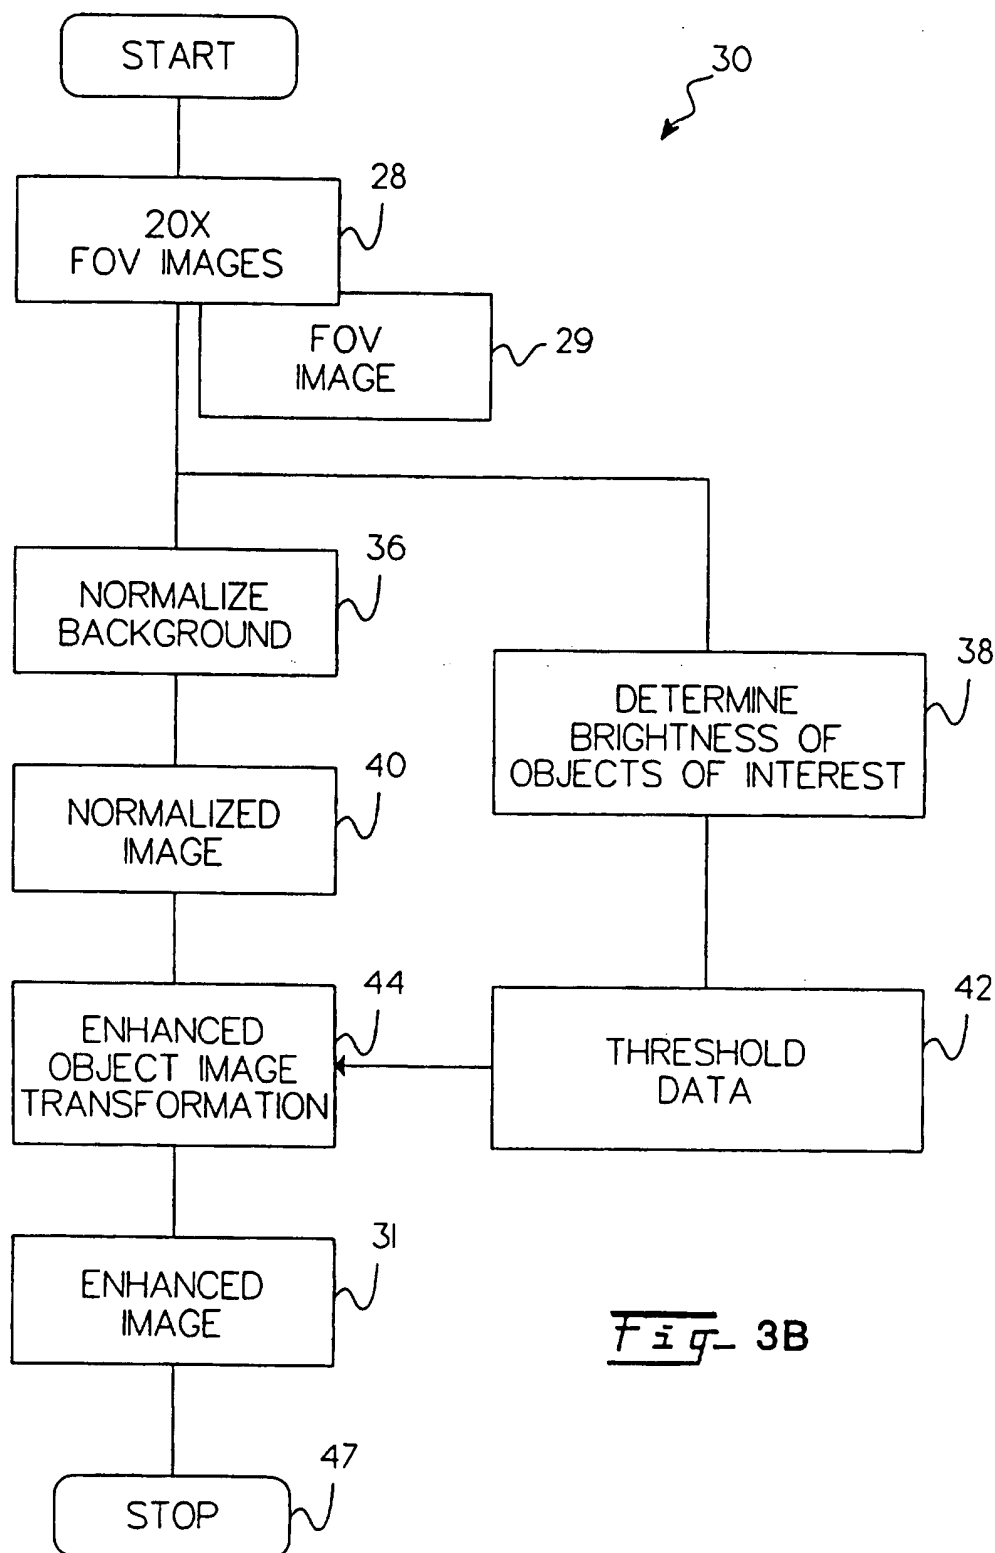 START
30
28
20X
FOV IMAGES
FOV
IMAGE
29
36
NORMALIZE
BACKGROUND
38
DETERMINE
BRIGHTNESS OF
OBJECTS OF INTEREST
40
NORMALIZED
IMAGE
44
ENHANCED
OBJECT IMAGE
TRANSFORMATION
42
THRESHOLD
DATA
31
ENHANCED
IMAGE
Fig_ 3B
47
STOP